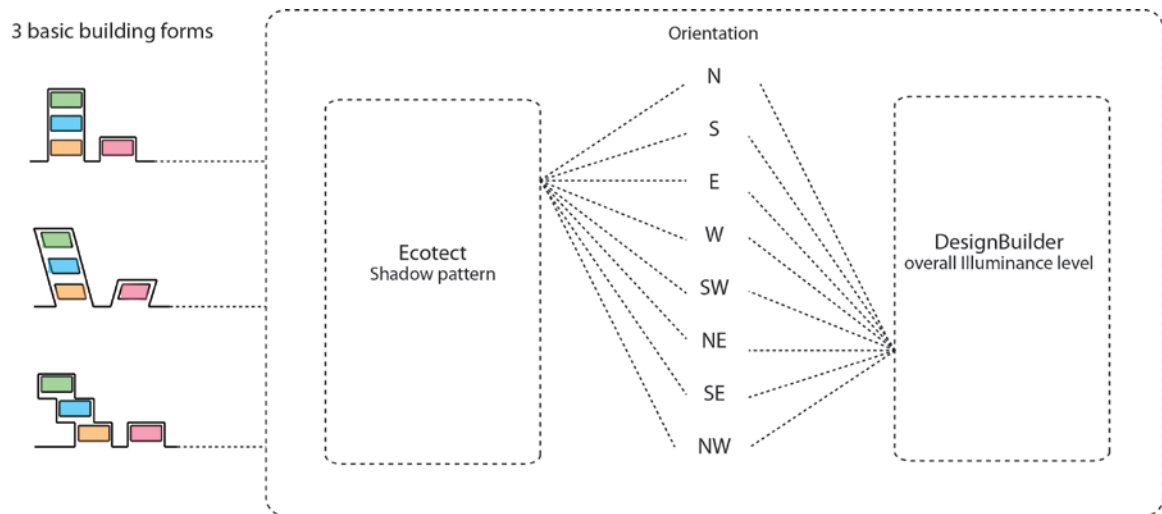 3 basic building forms
Orientation
N
S
E
W
SW
NE
SE
NW
Ecotect
Shadow pattern
DesignBuilder
overall Illuminance level